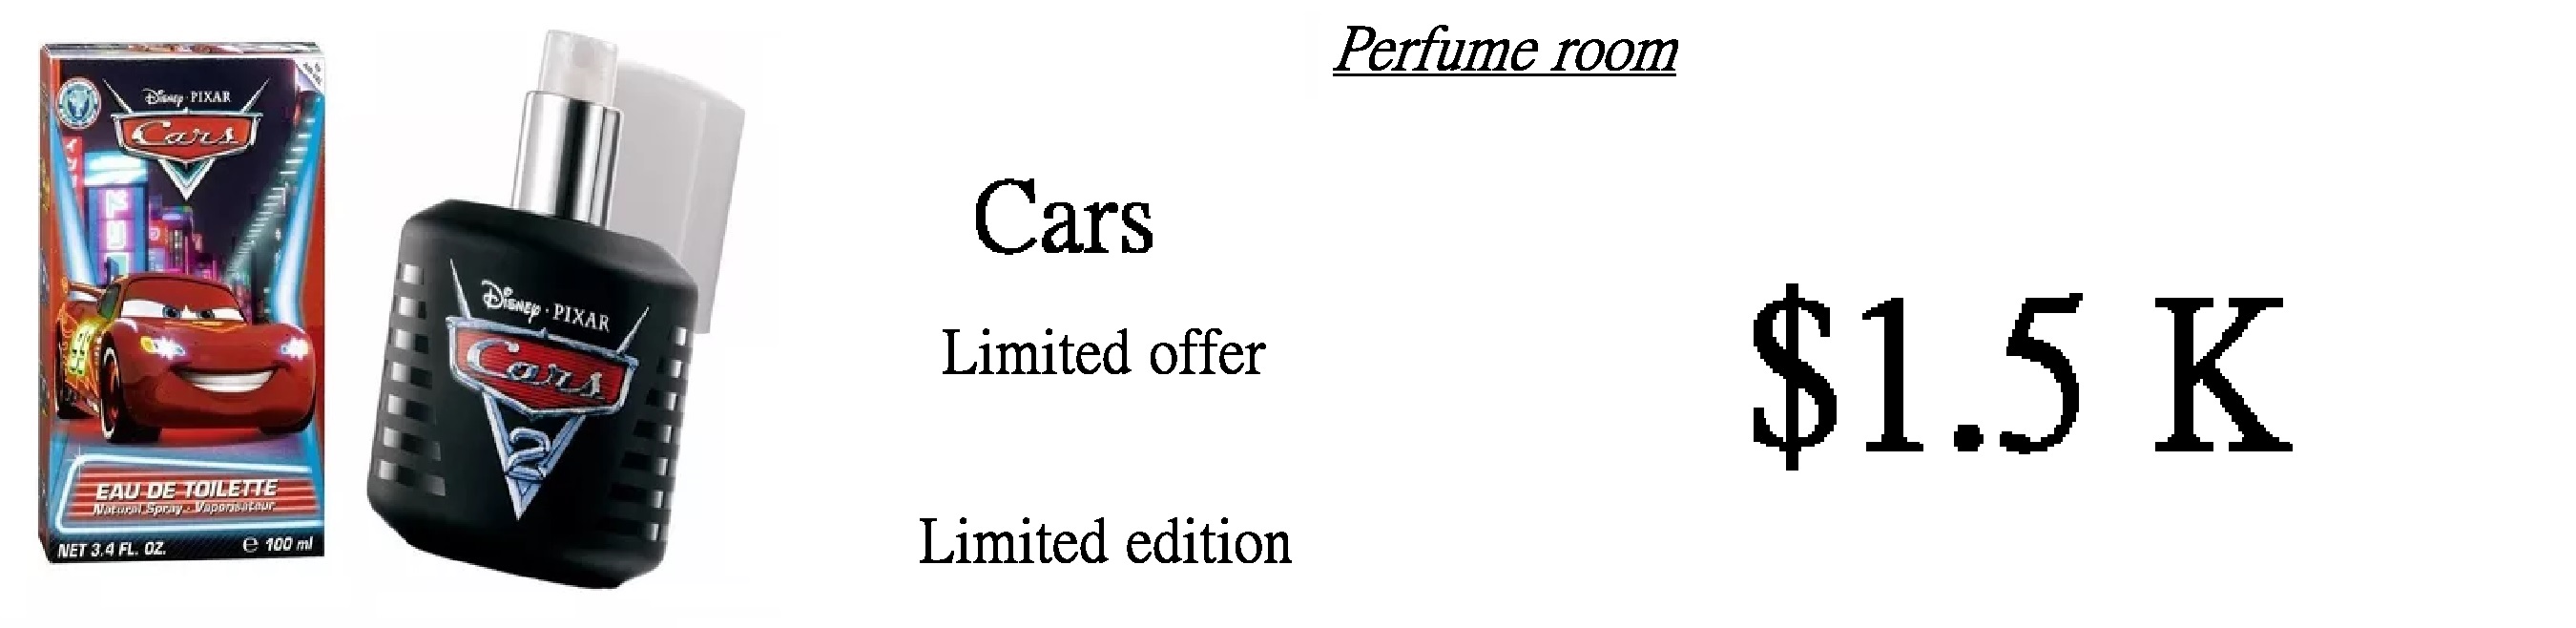 Perfume room
Disney · PIXAR
Cars
EAU DE TOILETTE
Natural Spray - Vaporisateur
NET 3.4 FL. OZ. ℮ 100 ml
Disney · PIXAR
Cars
2
Cars
Limited offer
Limited edition
$1.5 K